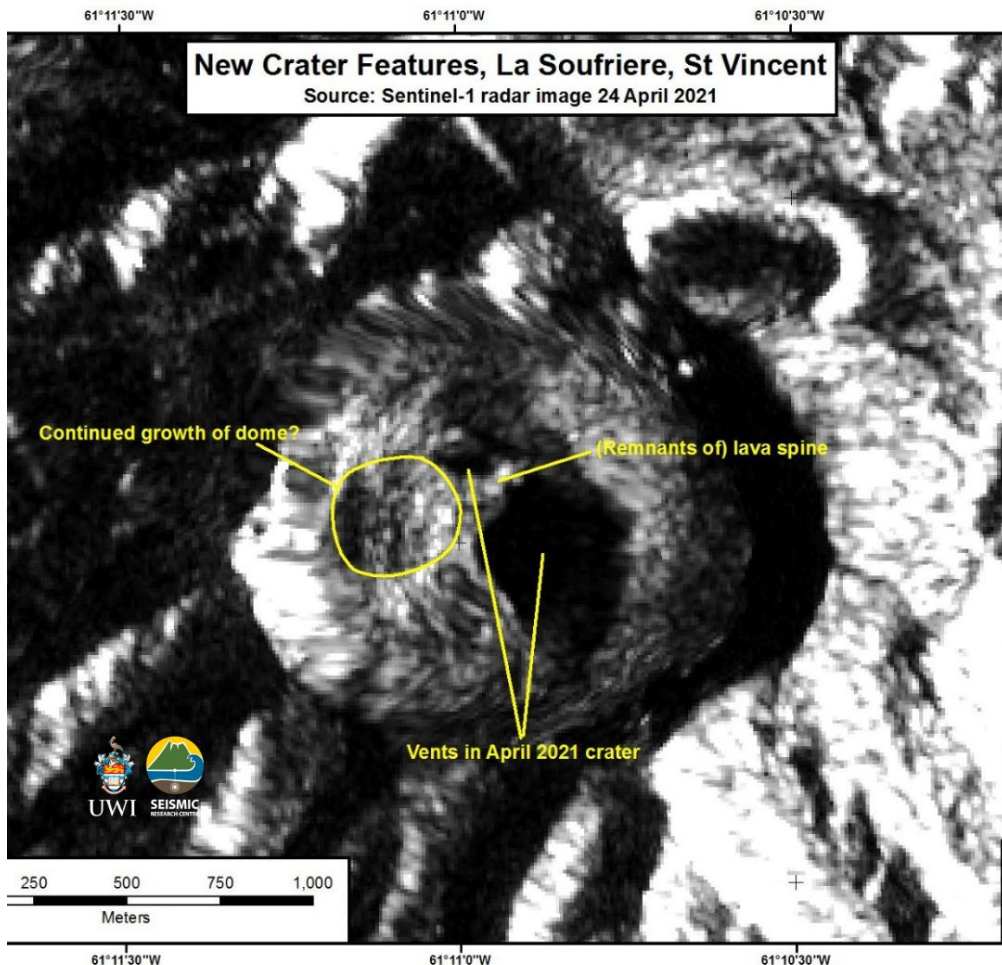 61°11'30"W 61°11'0"W 61°10'30"W
New Crater Features, La Soufriere, St Vincent
Source: Sentinel-1 radar image 24 April 2021
Continued growth of dome?
(Remnants of) lava spine
Vents in April 2021 crater
UWI
SEISMIC
RESEARCH CENTRE
250 500 750 1,000
Meters
61°11'30"W 61°11'0"W 61°10'30"W